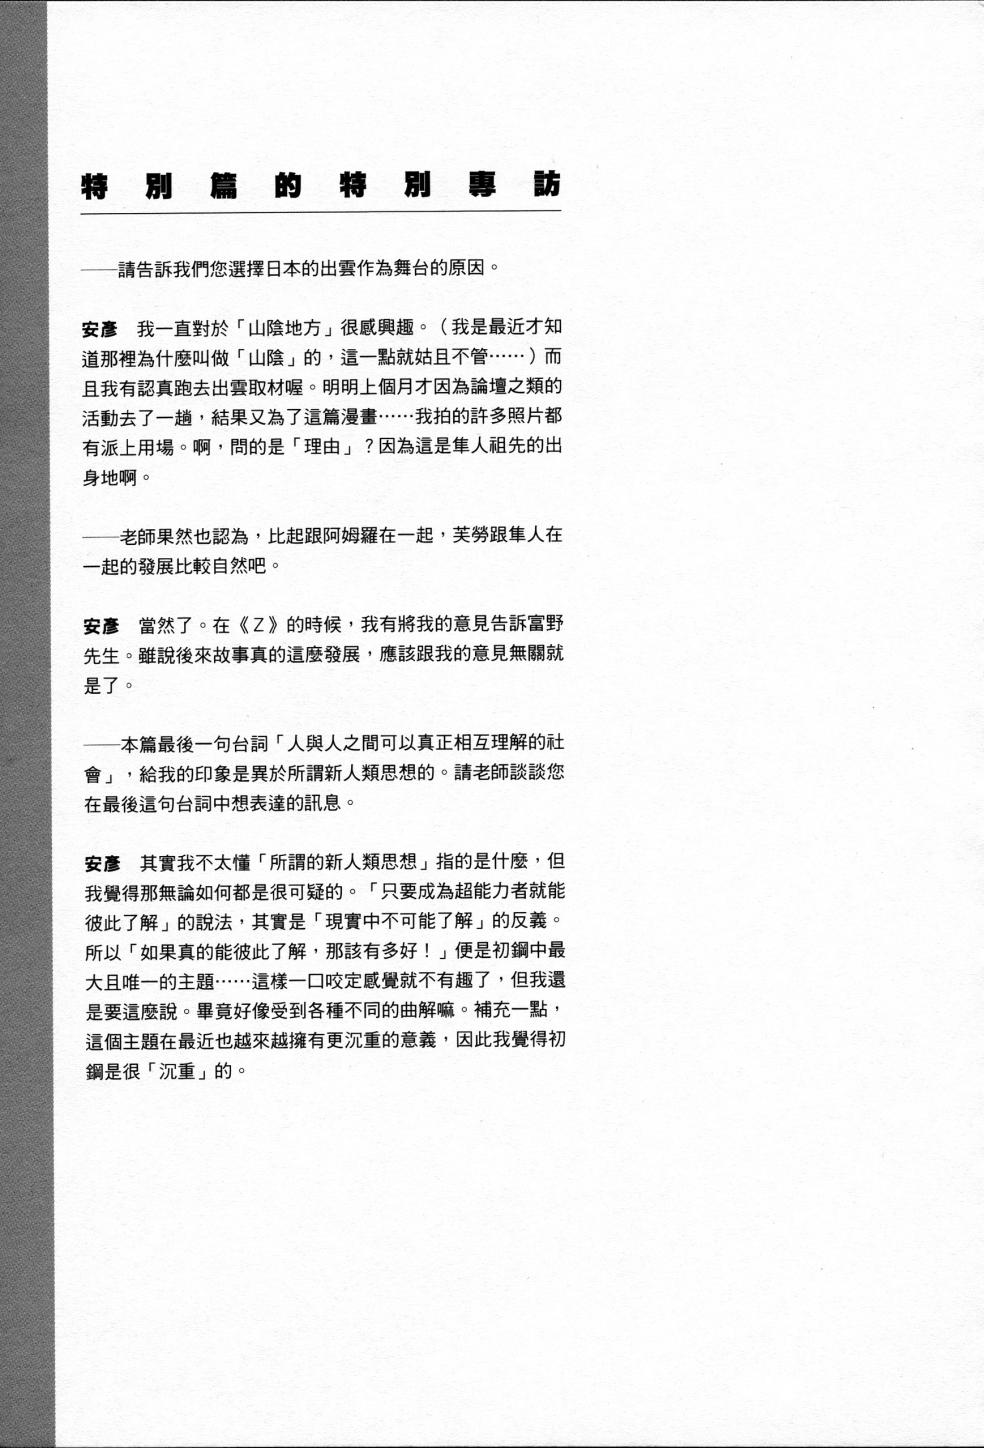 特別篇的特別專訪
——請告訴我們您選擇日本的出雲作為舞台的原因。
安彥　我一直對於「山陰地方」很感興趣。（我是最近才知
道那裡為什麼叫做「山陰」的，這一點就姑且不管⋯⋯）而
且我有認真跑去出雲取材喔。明明上個月才因為論壇之類的
活動去了一趟，結果又為了這篇漫畫⋯⋯我拍的許多照片都
有派上用場。啊，問的是「理由」？因為這是隼人祖先的出
身地啊。
——老師果然也認為，比起跟阿姆羅在一起，芙勞跟隼人在
一起的發展比較自然吧。
安彥　當然了。在《Z》的時候，我有將我的意見告訴富野
先生。雖說後來故事真的這麼發展，應該跟我的意見無關就
是了。
——本篇最後一句台詞「人與人之間可以真正相互理解的社
會」，給我的印象是異於所謂新人類思想的。請老師談談您
在最後這句台詞中想表達的訊息。
安彥　其實我不太懂「所謂的新人類思想」指的是什麼，但
我覺得那無論如何都是很可疑的。「只要成為超能力者就能
彼此了解」的說法，其實是「現實中不可能了解」的反義。
所以「如果真的能彼此了解，那該有多好！」便是初鋼中最
大且唯一的主題⋯⋯這樣一口咬定感覺就不有趣了，但我還
是要這麼說。畢竟好像受到各種不同的曲解嘛。補充一點，
這個主題在最近也越來越擁有更沉重的意義，因此我覺得初
鋼是很「沉重」的。